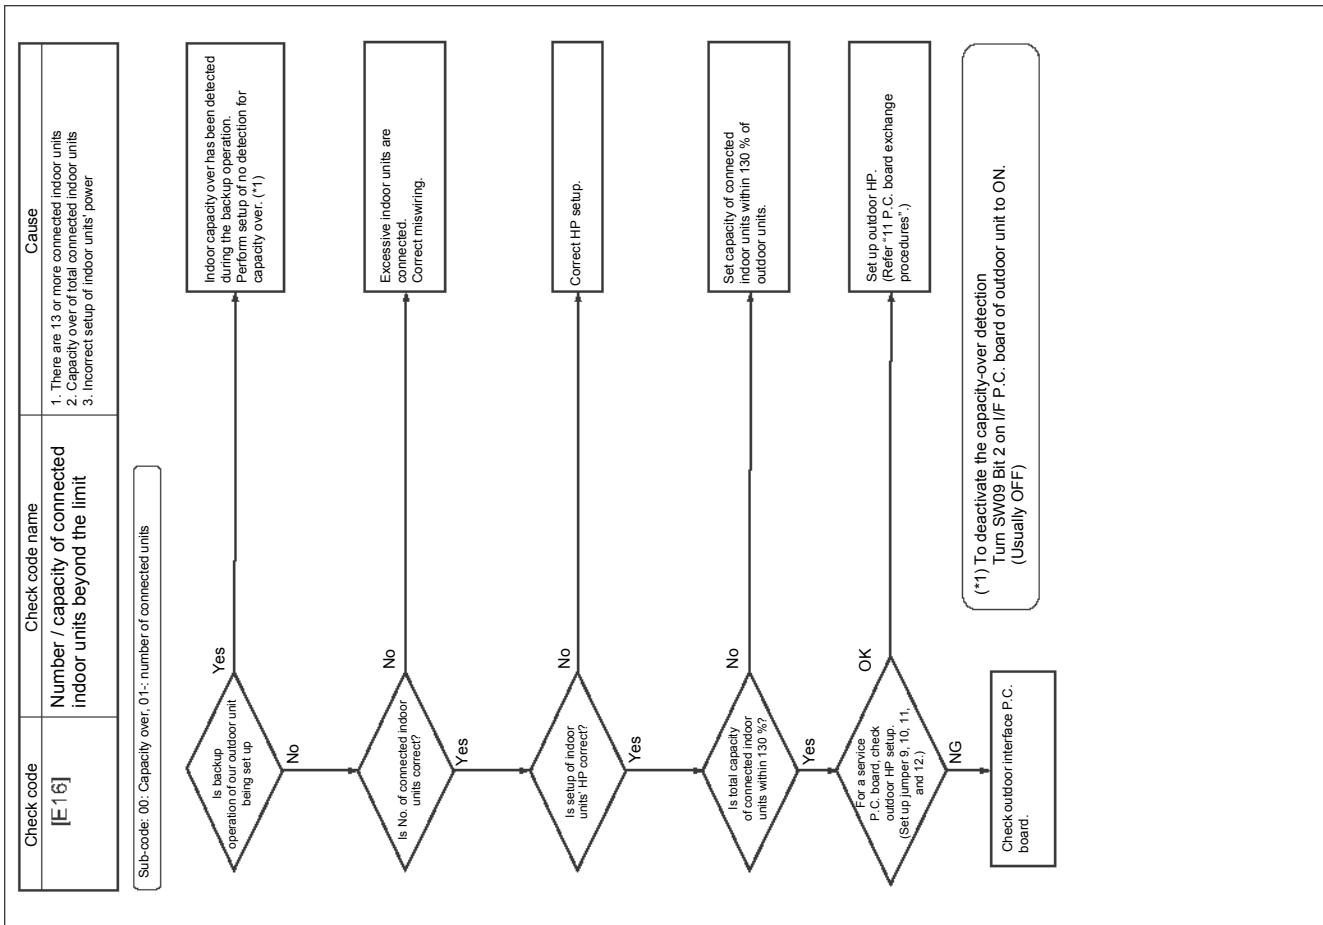 Check code
Check code name
Cause
[E16]
Number / capacity of connected
indoor units beyond the limit
1. There are 13 or more connected indoor units
2. Capacity over of total connected indoor units
3. Incorrect setup of indoor units' power
Sub-code: 00: Capacity over, 01-: number of connected units
Is backup
operation of our outdoor unit
being set up
Yes
Indoor capacity over has been detected
during the backup operation.
Perform setup of no detection for
capacity over. (*1)
No
Is No. of connected indoor
units correct?
No
Excessive indoor units are
connected.
Correct miswiring.
Yes
Is setup of indoor
units' HP correct?
No
Correct HP setup.
Yes
Is total capacity
of connected indoor
units within 130 %?
No
Set capacity of connected
indoor units within 130 % of
outdoor units.
Yes
For a service
P.C. board, check
outdoor HP setup.
(Set up jumper 9, 10, 11,
and 12,)
OK
Set up outdoor HP.
(Refer “11 P.C. board exchange
procedures”.)
NG
Check outdoor interface P.C.
board.
(*1) To deactivate the capacity-over detection
Turn SW09 Bit 2 on I/F P.C. board of outdoor unit to ON.
(Usually OFF)